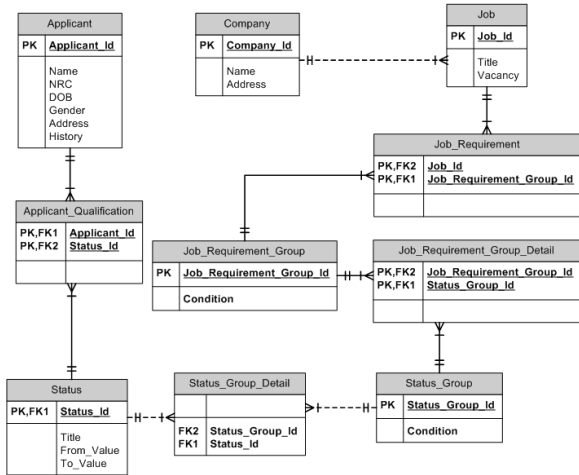 Applicant
PK Applicant_Id
Name
NRC
DOB
Gender
Address
History
Company
PK Company_Id
Name
Address
Job
PK Job_Id
Title
Vacancy
Job_Requirement
PK,FK2 Job_Id
PK,FK1 Job_Requirement_Group_Id
Applicant_Qualification
PK,FK1 Applicant_Id
PK,FK2 Status_Id
Job_Requirement_Group
PK Job_Requirement_Group_Id
Condition
Job_Requirement_Group_Detail
PK,FK2 Job_Requirement_Group_Id
PK,FK1 Status_Group_Id
Status
PK,FK1 Status_Id
Title
From_Value
To_Value
Status_Group_Detail
FK2 Status_Group_Id
FK1 Status_Id
Status_Group
PK Status_Group_Id
Condition